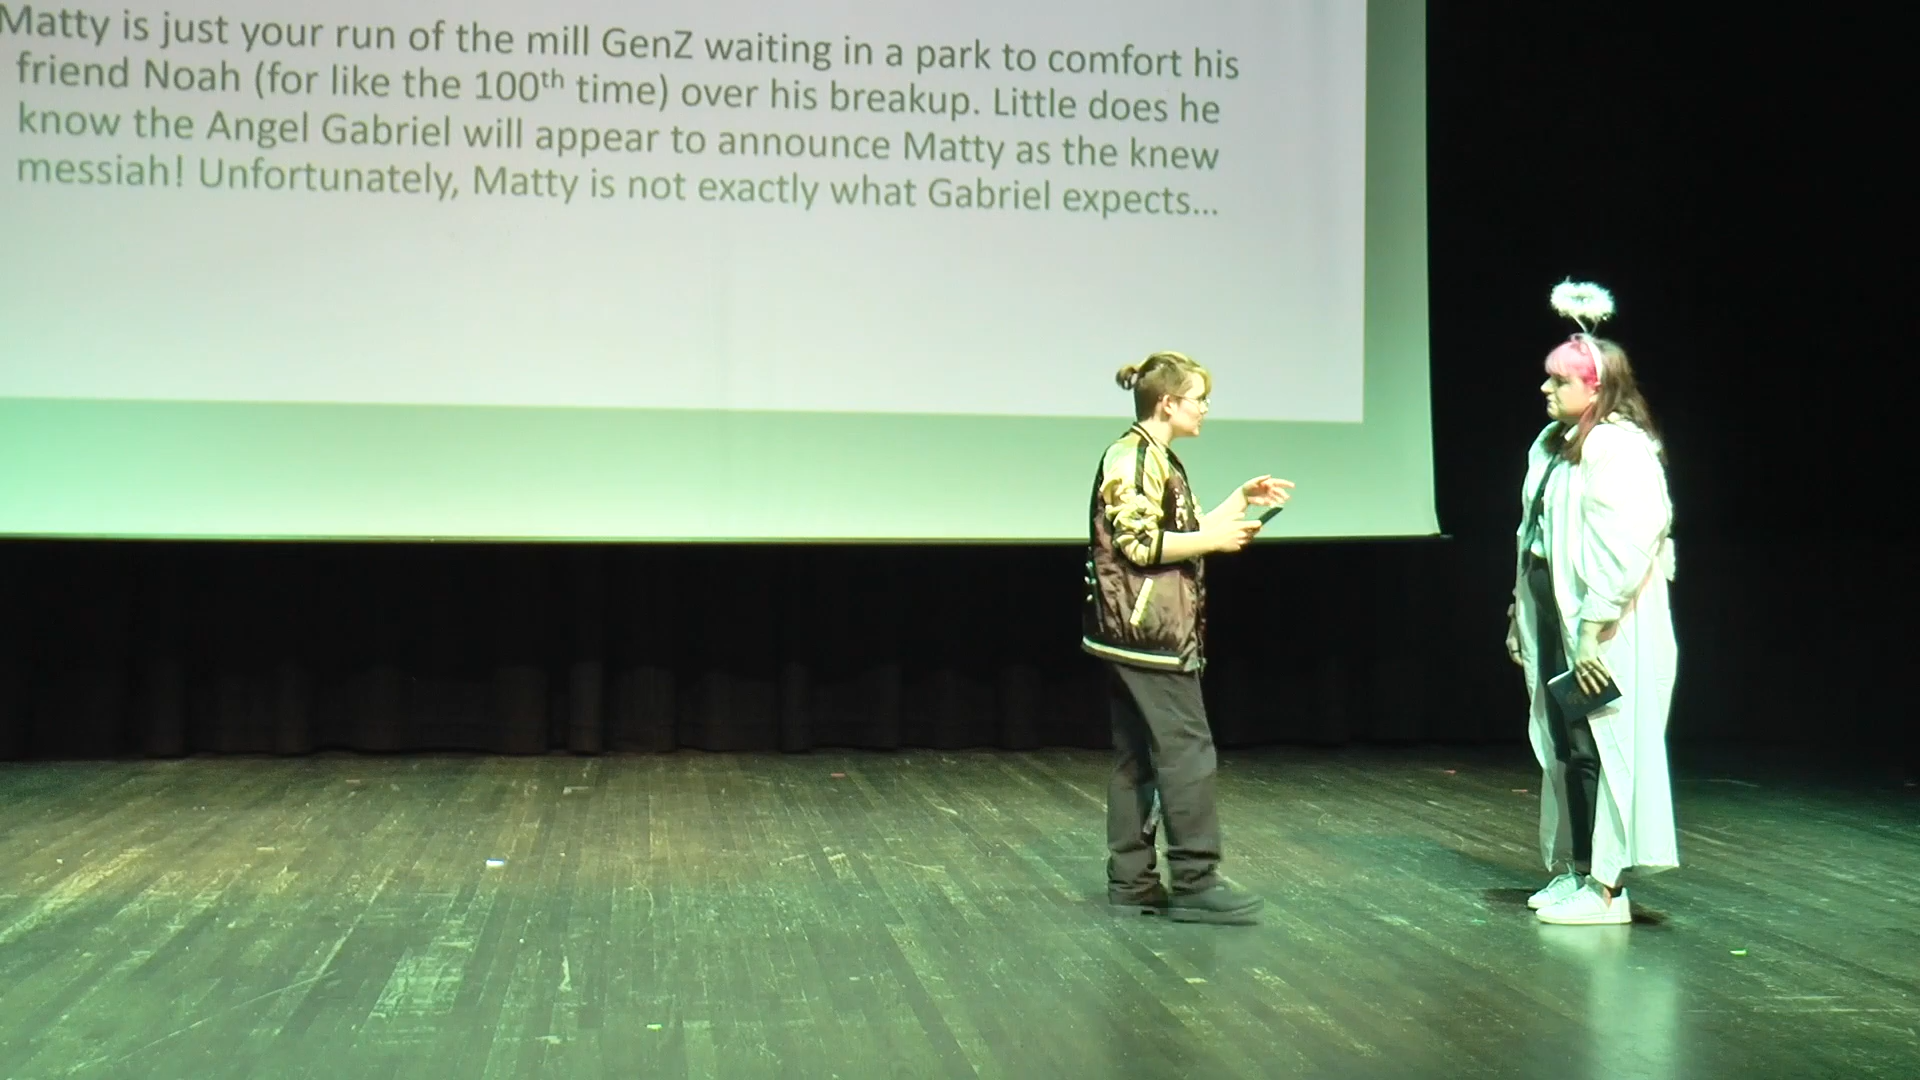 Matty is just your run of the mill GenZ waiting in a park to comfort his
friend Noah (for like the 100th time) over his breakup. Little does he
know the Angel Gabriel will appear to announce Matty as the knew
messiah! Unfortunately, Matty is not exactly what Gabriel expects...